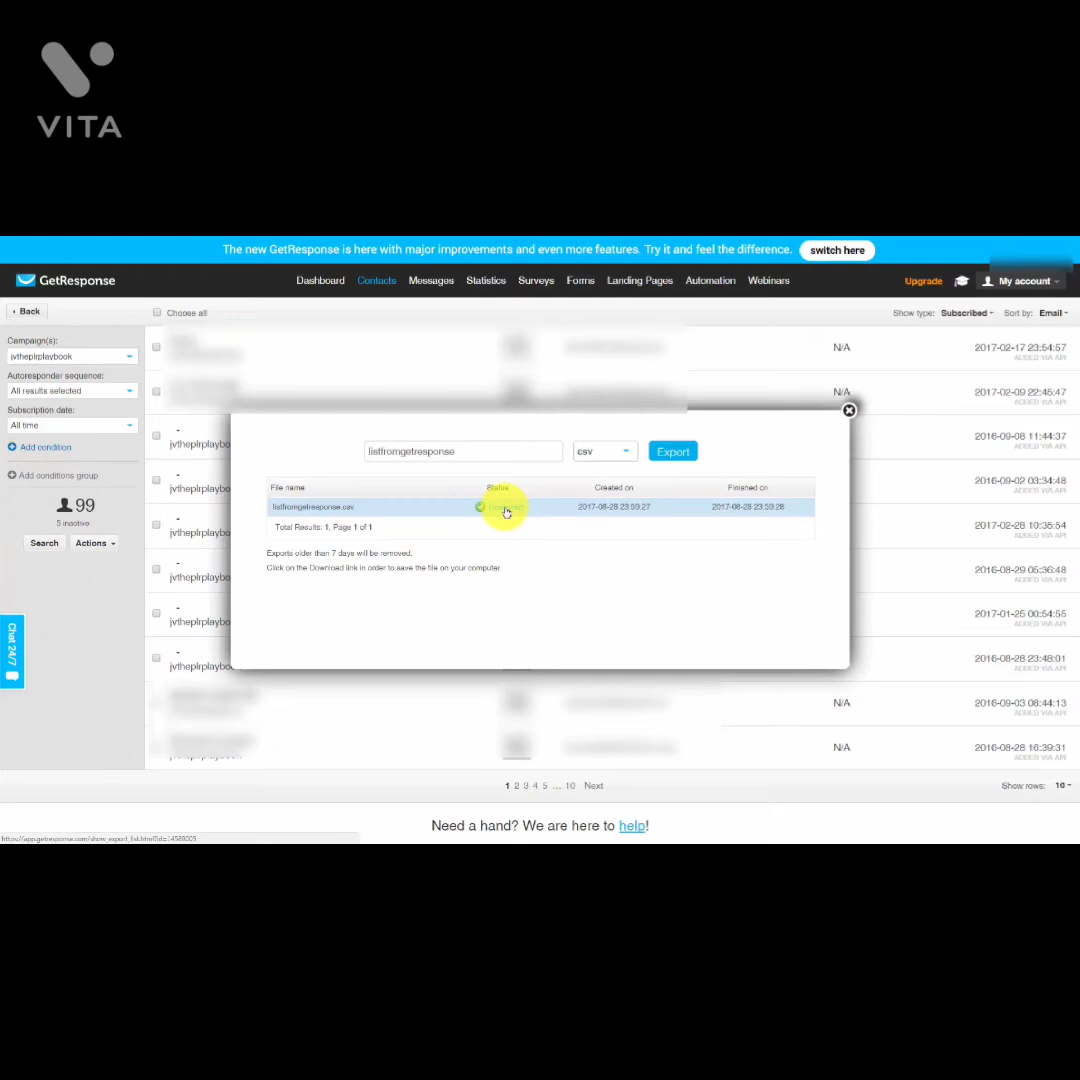 VITA
The new GetResponse is here with major improvements and even more features. Try it and feel the difference. switch here
GetResponse Dashboard Contacts Messages Statistics Surveys Forms Landing Pages Automation Webinars Upgrade My account
Back Choose all Show type: Subscribed Sort by: Email
Campaign(s):
jvtheplrplaybook
N/A 2017-02-17 23:54:57
ADDED VIA API
Autoresponder sequence:
All results selected
N/A 2017-02-09 22:45:47
ADDED VIA API
Subscription date:
All time
-
jvtheplrplaybo
2016-09-08 11:44:37
ADDED VIA API
Add condition
Add conditions group
-
jvtheplrplaybo
2016-09-02 03:34:48
ADDED VIA API
99
5 inactive
Search Actions
-
jvtheplrplaybo
2017-02-28 10:35:54
ADDED VIA API
-
jvtheplrplaybo
2016-08-29 05:36:48
ADDED VIA API
-
jvtheplrplaybo
2017-01-25 00:54:55
ADDED VIA API
-
jvtheplrplaybo
2016-08-28 23:48:01
ADDED VIA API
Chat 24/7
listfromgetresponse csv Export
File name Status Created on Finished on
listfromgetresponse.csv Download 2017-08-28 23:59:27 2017-08-28 23:59:28
Total Results: 1, Page 1 of 1
Exports older than 7 days will be removed.
Click on the Download link in order to save the file on your computer.
N/A 2016-09-03 08:44:13
ADDED VIA API
N/A 2016-08-28 16:39:31
ADDED VIA API
1 2 3 4 5 ... 10 Next Show rows: 10
Need a hand? We are here to help!
https://app.getresponse.com/show_export_list.html?id=14589005